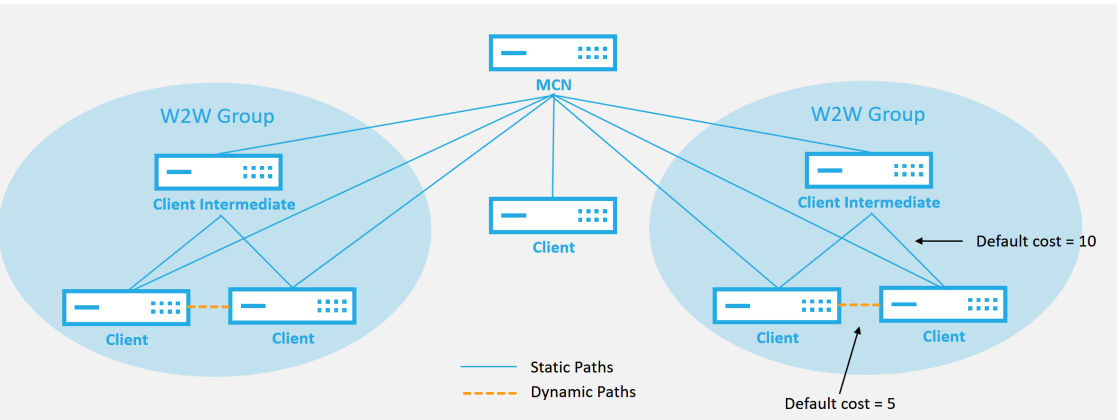 MCN
W2W Group
W2W Group
Client Intermediate
Client Intermediate
Client
Default cost = 10
Client
Client
Client
Client
Static Paths
Dynamic Paths
Default cost = 5